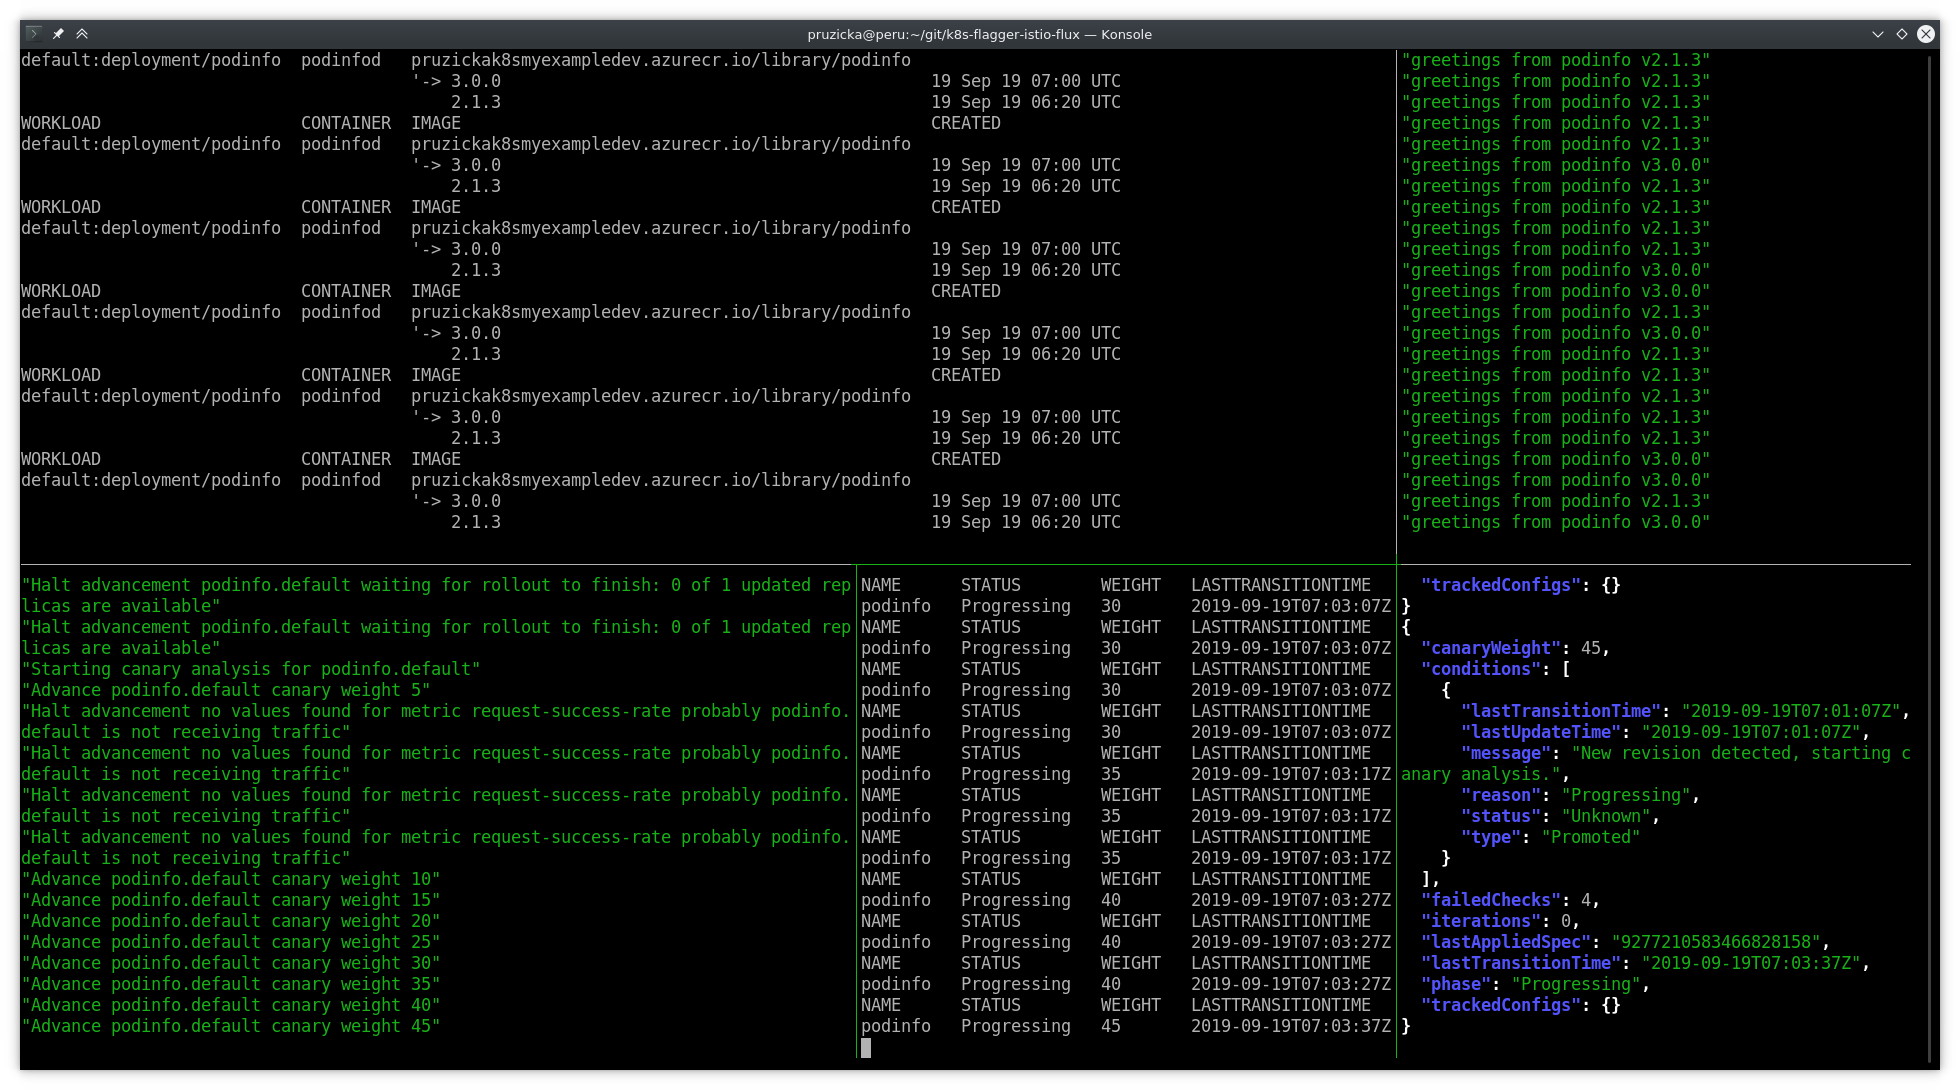 pruzicka@peru:~/git/k8s-flagger-istio-flux — Konsole
default:deployment/podinfo  podinfod   pruzickak8smyexampledev.azurecr.io/library/podinfo
                                       '-> 3.0.0                                           19 Sep 19 07:00 UTC
                                           2.1.3                                           19 Sep 19 06:20 UTC
WORKLOAD                    CONTAINER  IMAGE                                               CREATED
default:deployment/podinfo  podinfod   pruzickak8smyexampledev.azurecr.io/library/podinfo
                                       '-> 3.0.0                                           19 Sep 19 07:00 UTC
                                           2.1.3                                           19 Sep 19 06:20 UTC
WORKLOAD                    CONTAINER  IMAGE                                               CREATED
default:deployment/podinfo  podinfod   pruzickak8smyexampledev.azurecr.io/library/podinfo
                                       '-> 3.0.0                                           19 Sep 19 07:00 UTC
                                           2.1.3                                           19 Sep 19 06:20 UTC
WORKLOAD                    CONTAINER  IMAGE                                               CREATED
default:deployment/podinfo  podinfod   pruzickak8smyexampledev.azurecr.io/library/podinfo
                                       '-> 3.0.0                                           19 Sep 19 07:00 UTC
                                           2.1.3                                           19 Sep 19 06:20 UTC
WORKLOAD                    CONTAINER  IMAGE                                               CREATED
default:deployment/podinfo  podinfod   pruzickak8smyexampledev.azurecr.io/library/podinfo
                                       '-> 3.0.0                                           19 Sep 19 07:00 UTC
                                           2.1.3                                           19 Sep 19 06:20 UTC
WORKLOAD                    CONTAINER  IMAGE                                               CREATED
default:deployment/podinfo  podinfod   pruzickak8smyexampledev.azurecr.io/library/podinfo
                                       '-> 3.0.0                                           19 Sep 19 07:00 UTC
                                           2.1.3                                           19 Sep 19 06:20 UTC
"greetings from podinfo v2.1.3"
"greetings from podinfo v2.1.3"
"greetings from podinfo v2.1.3"
"greetings from podinfo v2.1.3"
"greetings from podinfo v2.1.3"
"greetings from podinfo v3.0.0"
"greetings from podinfo v2.1.3"
"greetings from podinfo v2.1.3"
"greetings from podinfo v2.1.3"
"greetings from podinfo v2.1.3"
"greetings from podinfo v3.0.0"
"greetings from podinfo v3.0.0"
"greetings from podinfo v2.1.3"
"greetings from podinfo v3.0.0"
"greetings from podinfo v2.1.3"
"greetings from podinfo v2.1.3"
"greetings from podinfo v2.1.3"
"greetings from podinfo v2.1.3"
"greetings from podinfo v2.1.3"
"greetings from podinfo v3.0.0"
"greetings from podinfo v3.0.0"
"greetings from podinfo v2.1.3"
"greetings from podinfo v3.0.0"
"Halt advancement podinfo.default waiting for rollout to finish: 0 of 1 updated rep
licas are available"
"Halt advancement podinfo.default waiting for rollout to finish: 0 of 1 updated rep
licas are available"
"Starting canary analysis for podinfo.default"
"Advance podinfo.default canary weight 5"
"Halt advancement no values found for metric request-success-rate probably podinfo.
default is not receiving traffic"
"Halt advancement no values found for metric request-success-rate probably podinfo.
default is not receiving traffic"
"Halt advancement no values found for metric request-success-rate probably podinfo.
default is not receiving traffic"
"Halt advancement no values found for metric request-success-rate probably podinfo.
default is not receiving traffic"
"Advance podinfo.default canary weight 10"
"Advance podinfo.default canary weight 15"
"Advance podinfo.default canary weight 20"
"Advance podinfo.default canary weight 25"
"Advance podinfo.default canary weight 30"
"Advance podinfo.default canary weight 35"
"Advance podinfo.default canary weight 40"
"Advance podinfo.default canary weight 45"
NAME      STATUS        WEIGHT   LASTTRANSITIONTIME
podinfo   Progressing   30       2019-09-19T07:03:07Z
NAME      STATUS        WEIGHT   LASTTRANSITIONTIME
podinfo   Progressing   30       2019-09-19T07:03:07Z
NAME      STATUS        WEIGHT   LASTTRANSITIONTIME
podinfo   Progressing   30       2019-09-19T07:03:07Z
NAME      STATUS        WEIGHT   LASTTRANSITIONTIME
podinfo   Progressing   30       2019-09-19T07:03:07Z
NAME      STATUS        WEIGHT   LASTTRANSITIONTIME
podinfo   Progressing   35       2019-09-19T07:03:17Z
NAME      STATUS        WEIGHT   LASTTRANSITIONTIME
podinfo   Progressing   35       2019-09-19T07:03:17Z
NAME      STATUS        WEIGHT   LASTTRANSITIONTIME
podinfo   Progressing   35       2019-09-19T07:03:17Z
NAME      STATUS        WEIGHT   LASTTRANSITIONTIME
podinfo   Progressing   40       2019-09-19T07:03:27Z
NAME      STATUS        WEIGHT   LASTTRANSITIONTIME
podinfo   Progressing   40       2019-09-19T07:03:27Z
NAME      STATUS        WEIGHT   LASTTRANSITIONTIME
podinfo   Progressing   40       2019-09-19T07:03:27Z
NAME      STATUS        WEIGHT   LASTTRANSITIONTIME
podinfo   Progressing   45       2019-09-19T07:03:37Z
  "trackedConfigs": {}
}
{
  "canaryWeight": 45,
  "conditions": [
    {
      "lastTransitionTime": "2019-09-19T07:01:07Z",
      "lastUpdateTime": "2019-09-19T07:01:07Z",
      "message": "New revision detected, starting c
anary analysis.",
      "reason": "Progressing",
      "status": "Unknown",
      "type": "Promoted"
    }
  ],
  "failedChecks": 4,
  "iterations": 0,
  "lastAppliedSpec": "9277210583466828158",
  "lastTransitionTime": "2019-09-19T07:03:37Z",
  "phase": "Progressing",
  "trackedConfigs": {}
}